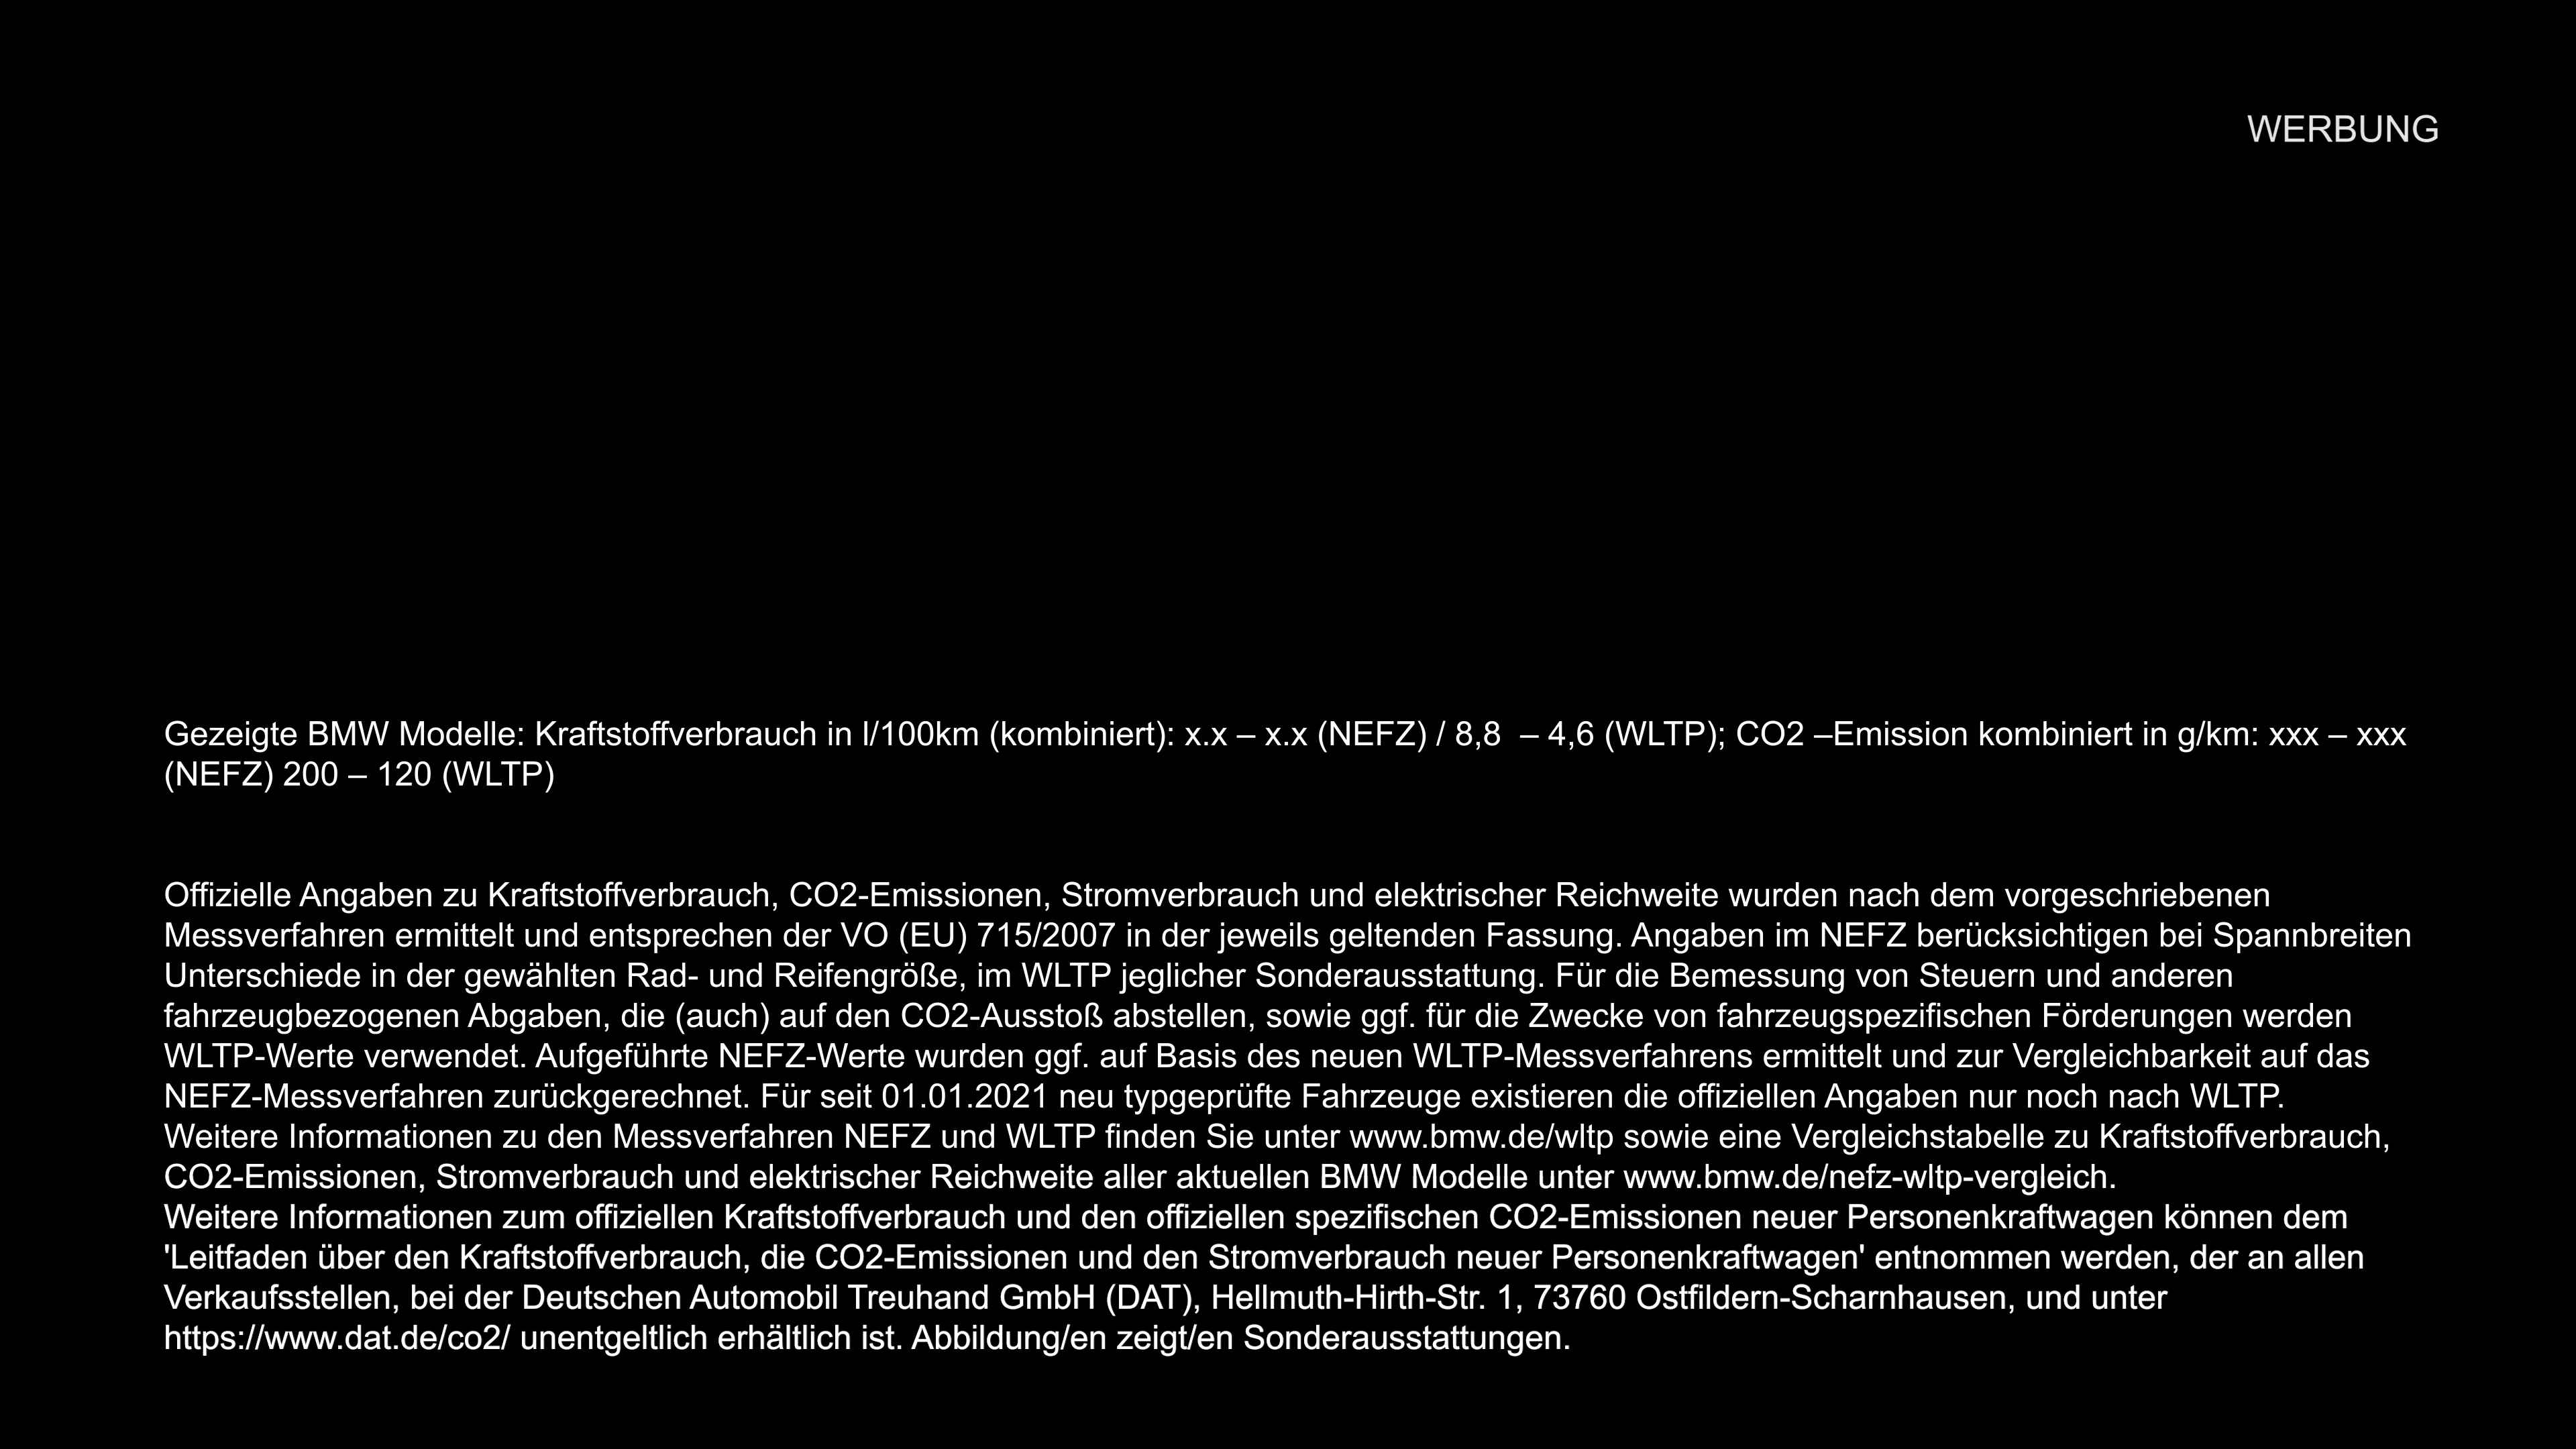 WERBUNG
Gezeigte BMW Modelle: Kraftstoffverbrauch in l/100km (kombiniert): x.x – x.x (NEFZ) / 8,8  – 4,6 (WLTP); CO2 –Emission kombiniert in g/km: xxx – xxx
(NEFZ) 200 – 120 (WLTP)
Offizielle Angaben zu Kraftstoffverbrauch, CO2-Emissionen, Stromverbrauch und elektrischer Reichweite wurden nach dem vorgeschriebenen
Messverfahren ermittelt und entsprechen der VO (EU) 715/2007 in der jeweils geltenden Fassung. Angaben im NEFZ berücksichtigen bei Spannbreiten
Unterschiede in der gewählten Rad- und Reifengröße, im WLTP jeglicher Sonderausstattung. Für die Bemessung von Steuern und anderen
fahrzeugbezogenen Abgaben, die (auch) auf den CO2-Ausstoß abstellen, sowie ggf. für die Zwecke von fahrzeugspezifischen Förderungen werden
WLTP-Werte verwendet. Aufgeführte NEFZ-Werte wurden ggf. auf Basis des neuen WLTP-Messverfahrens ermittelt und zur Vergleichbarkeit auf das
NEFZ-Messverfahren zurückgerechnet. Für seit 01.01.2021 neu typgeprüfte Fahrzeuge existieren die offiziellen Angaben nur noch nach WLTP.
Weitere Informationen zu den Messverfahren NEFZ und WLTP finden Sie unter www.bmw.de/wltp sowie eine Vergleichstabelle zu Kraftstoffverbrauch,
CO2-Emissionen, Stromverbrauch und elektrischer Reichweite aller aktuellen BMW Modelle unter www.bmw.de/nefz-wltp-vergleich.
Weitere Informationen zum offiziellen Kraftstoffverbrauch und den offiziellen spezifischen CO2-Emissionen neuer Personenkraftwagen können dem
'Leitfaden über den Kraftstoffverbrauch, die CO2-Emissionen und den Stromverbrauch neuer Personenkraftwagen' entnommen werden, der an allen
Verkaufsstellen, bei der Deutschen Automobil Treuhand GmbH (DAT), Hellmuth-Hirth-Str. 1, 73760 Ostfildern-Scharnhausen, und unter
https://www.dat.de/co2/ unentgeltlich erhältlich ist. Abbildung/en zeigt/en Sonderausstattungen.